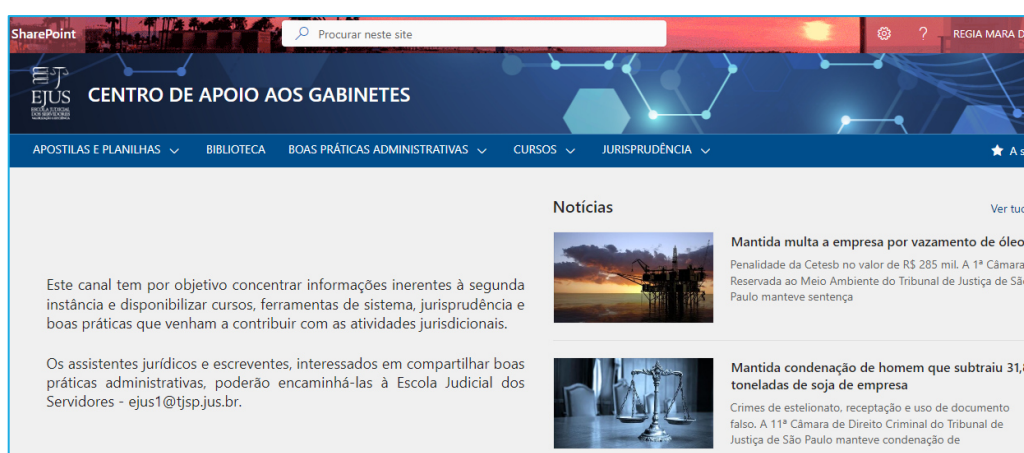 SharePoint
Procurar neste site
?
REGIA MARA D
EJUS
ESCOLA JUDICIAL
DOS SERVIDORES
CENTRO DE APOIO AOS GABINETES
APOSTILAS E PLANILHAS
BIBLIOTECA
BOAS PRÁTICAS ADMINISTRATIVAS
CURSOS
JURISPRUDÊNCIA
A s
Este canal tem por objetivo concentrar informações inerentes à segunda
instância e disponibilizar cursos, ferramentas de sistema, jurisprudência e
boas práticas que venham a contribuir com as atividades jurisdicionais.
Os assistentes jurídicos e escreventes, interessados em compartilhar boas
práticas administrativas, poderão encaminhá-las à Escola Judicial dos
Servidores - ejus1@tjsp.jus.br.
Notícias
Ver tud
Mantida multa a empresa por vazamento de óleo
Penalidade da Cetesb no valor de R$ 285 mil. A 1ª Câmara
Reservada ao Meio Ambiente do Tribunal de Justiça de São
Paulo manteve sentença
Mantida condenação de homem que subtraiu 31,8
toneladas de soja de empresa
Crimes de estelionato, receptação e uso de documento
falso. A 11ª Câmara de Direito Criminal do Tribunal de
Justiça de São Paulo manteve condenação de